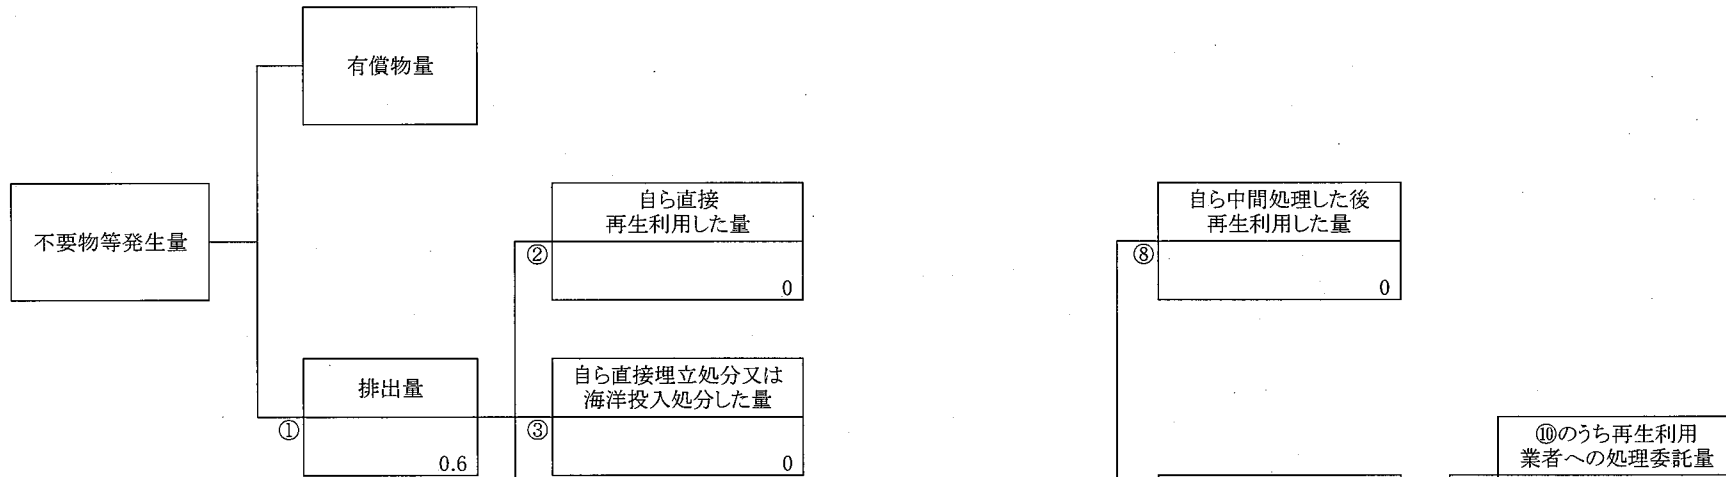 有償物量
不要物等発生量
自ら直接
再生利用した量
②
0
自ら中間処理した後
再生利用した量
⑧
0
排出量
①
0.6
自ら直接埋立処分又は
海洋投入処分した量
③
0
⑩のうち再生利用
業者への処理委託量